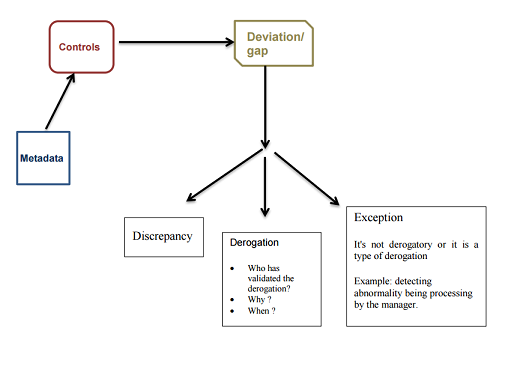 Controls
Deviation/
gap
Metadata
Discrepancy
Derogation
• Who has
validated the
derogation?
• Why ?
• When ?
Exception
It's not derogatory or it is a
type of derogation
Example: detecting
abnormality being processing
by the manager.